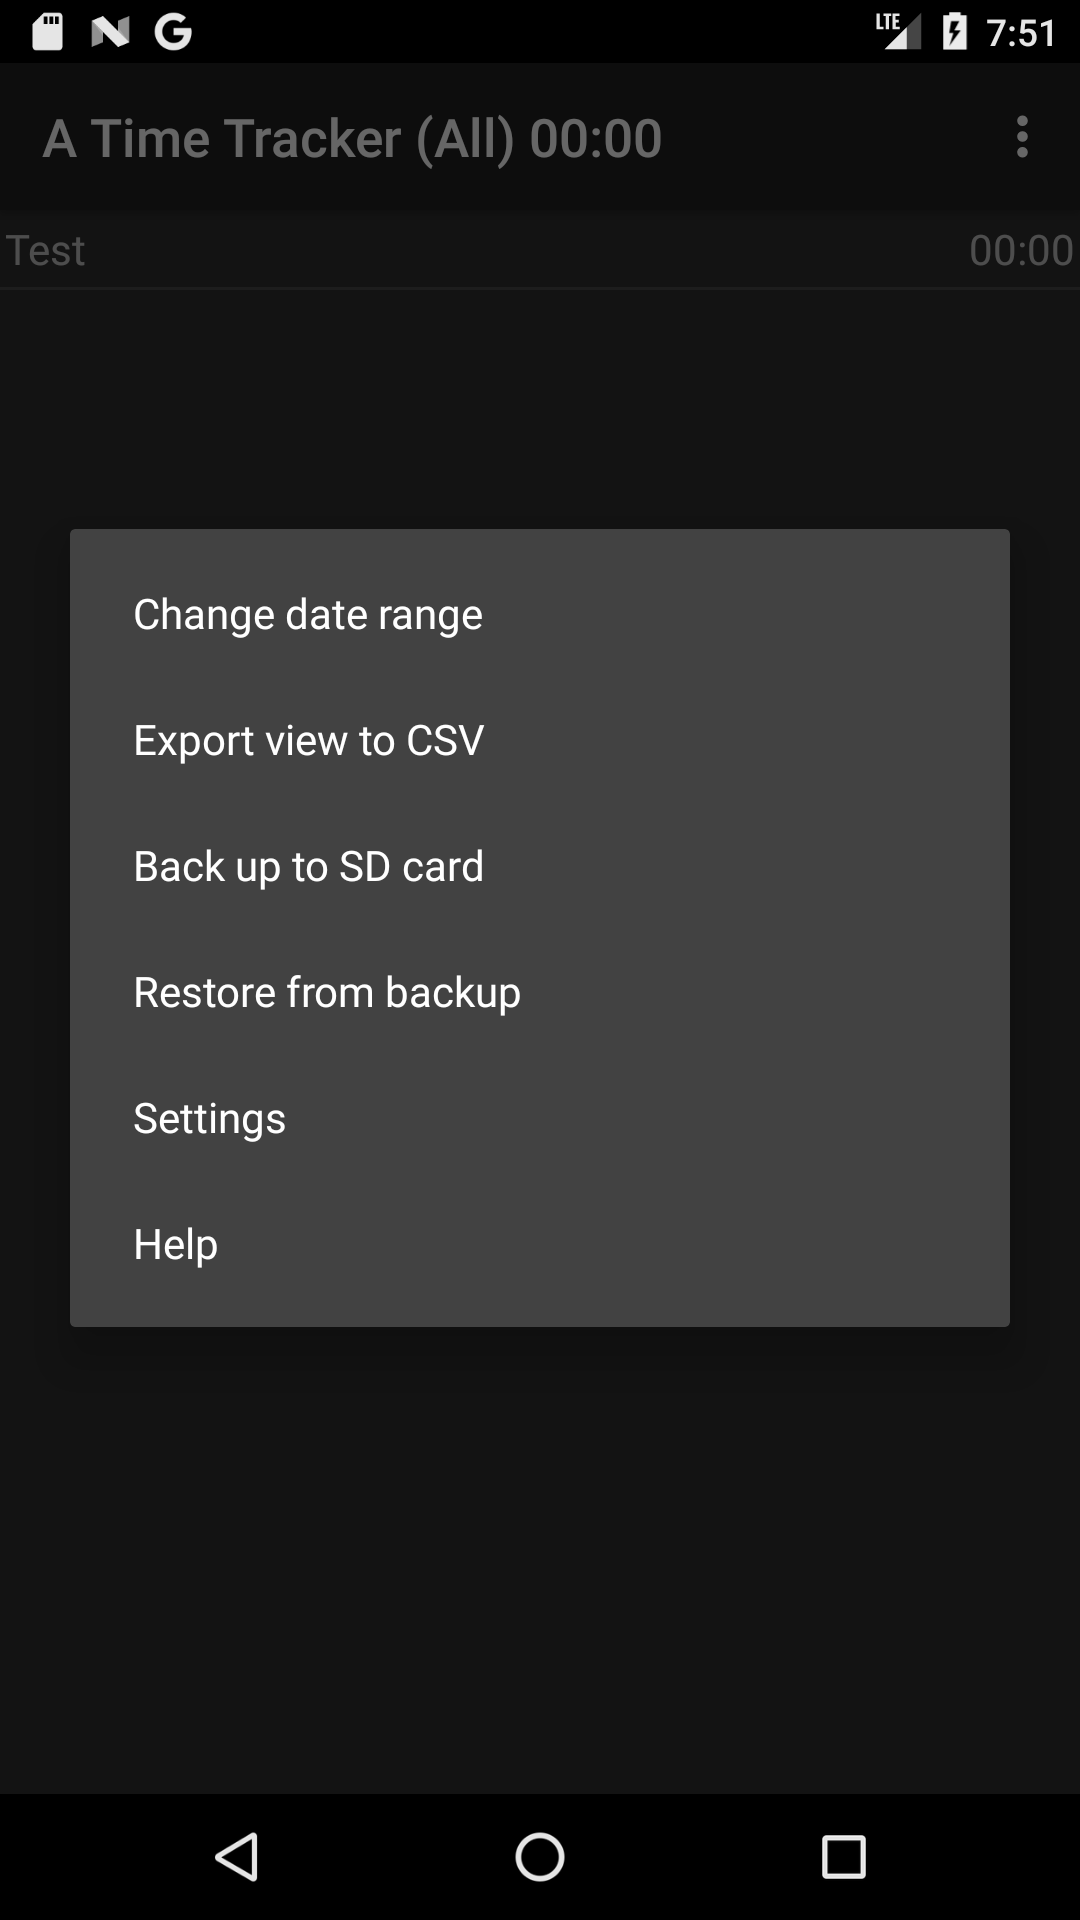 LTE 7:51
A Time Tracker (All) 00:00
Test 00:00
Change date range
Export view to CSV
Back up to SD card
Restore from backup
Settings
Help